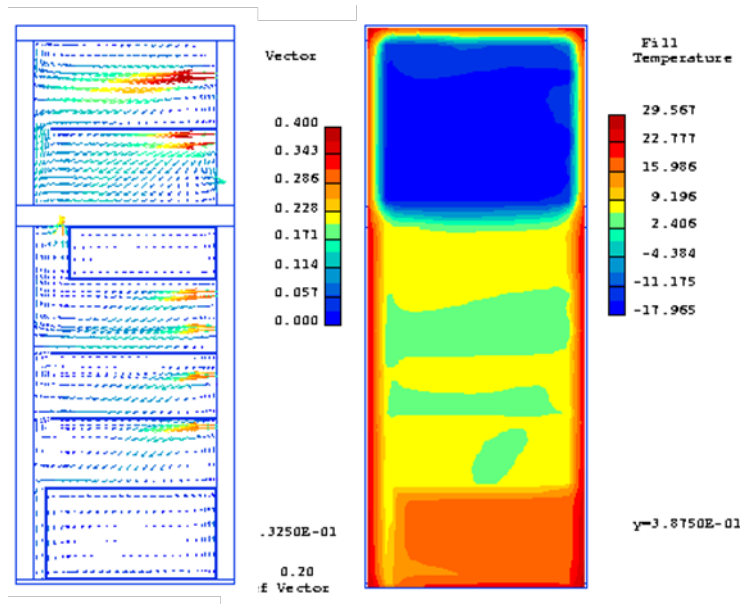 Vector
0.400
0.343
0.286
0.228
0.171
0.114
0.057
0.000
.3250E-01
0.20
f Vector
Fill
Temperature
29.567
22.777
15.986
9.196
2.406
-4.384
-11.175
-17.965
y=3.8750E-01